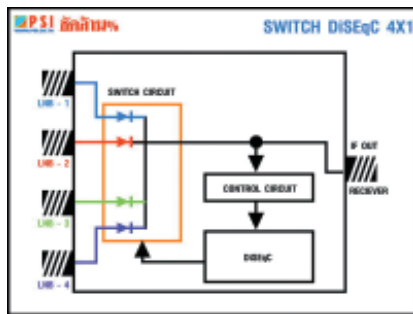 PSI
SWITCH DiSEqC 4X1
LNB - 1
SWITCH CIRCUIT
LNB - 2
IF OUT
RECIEVER
CONTROL CIRCUIT
LNB - 3
DiSEqC
LNB - 4